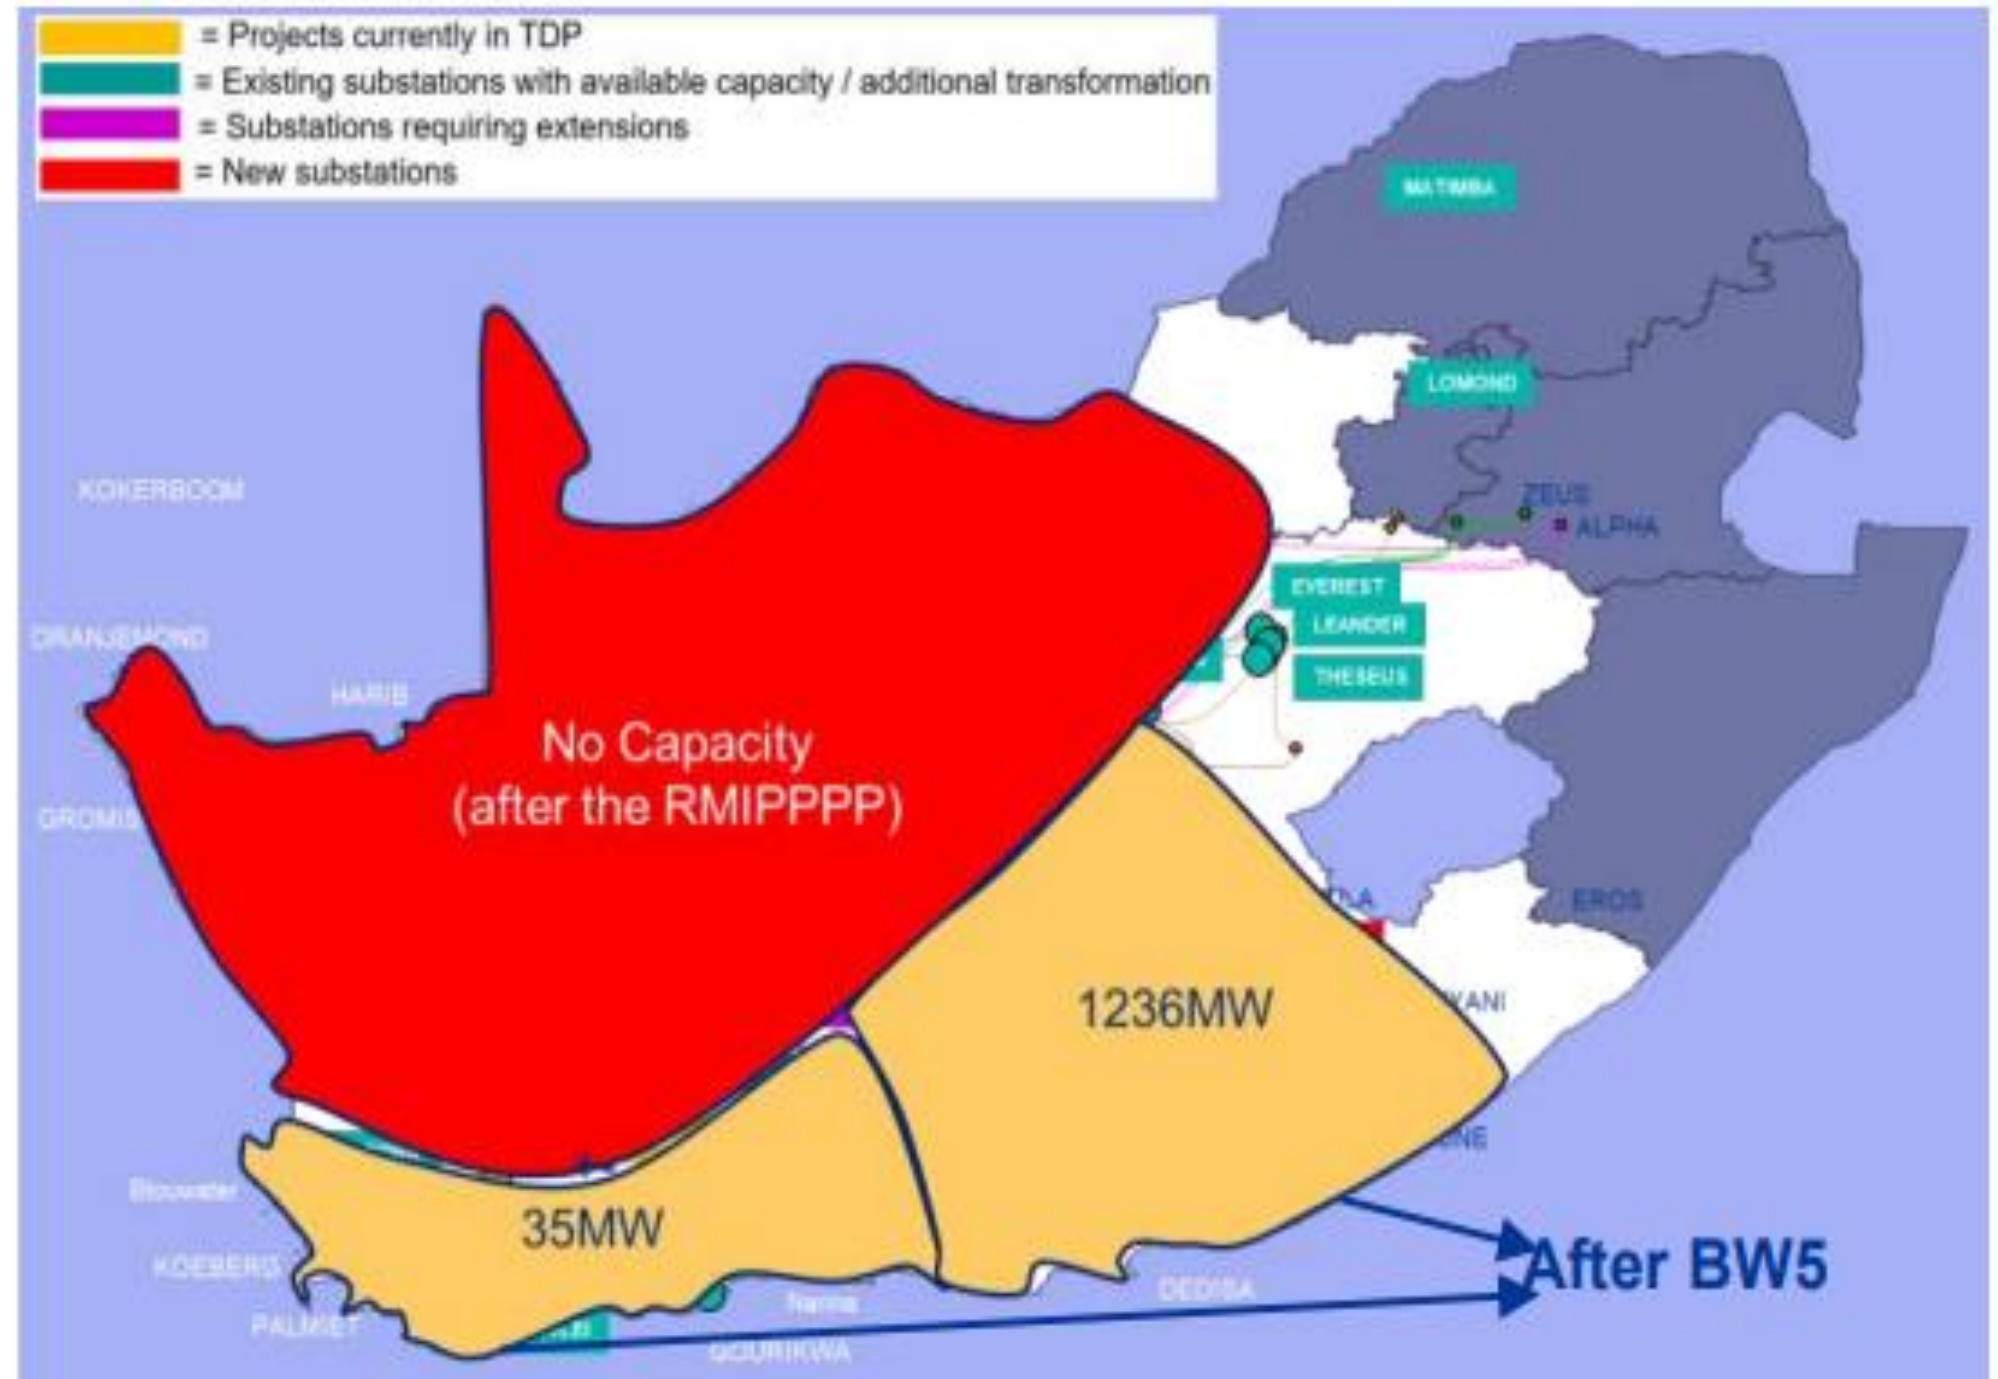 = Projects currently in TDP
= Existing substations with available capacity / additional transformation
= Substations requiring extensions
= New substations
MATIMBA
LOMOND
KOKERBOOM
ZEUS
ALPHA
EVEREST
LEANDER
THESEUS
ORANJEMOND
HARIB
No Capacity
(after the RMIPPPP)
GROMIS
EROS
1236MW
Blouwater
35MW
After BW5
KOEBERG
DEDISA
PALMIET
GOURIKWA